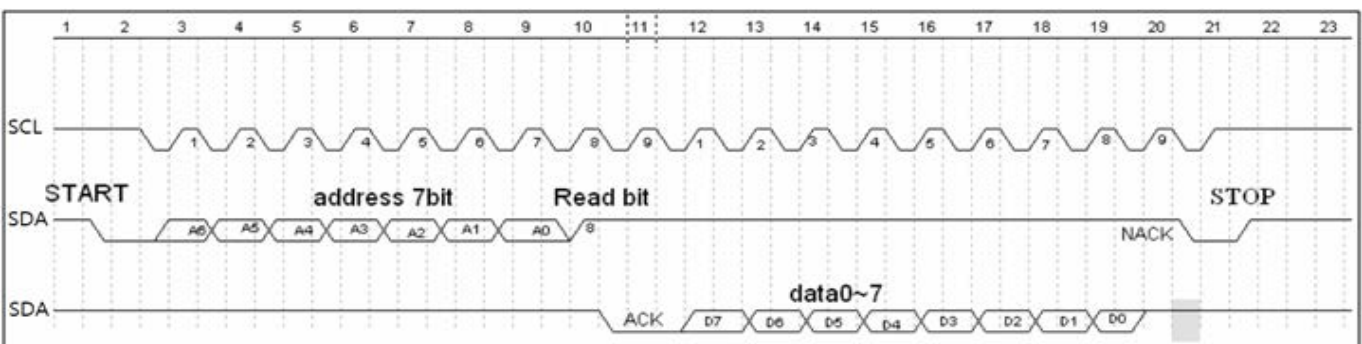 1 2 3 4 5 6 7 8 9 10 11 12 13 14 15 16 17 18 19 20 21 22 23
SCL 1 2 3 4 5 6 7 8 9 1 2 3 4 5 6 7 8 9
START address 7bit Read bit STOP
SDA A6 A5 A4 A3 A2 A1 A0 8 NACK
data0~7
SDA ACK D7 D6 D5 D4 D3 D2 D1 D0